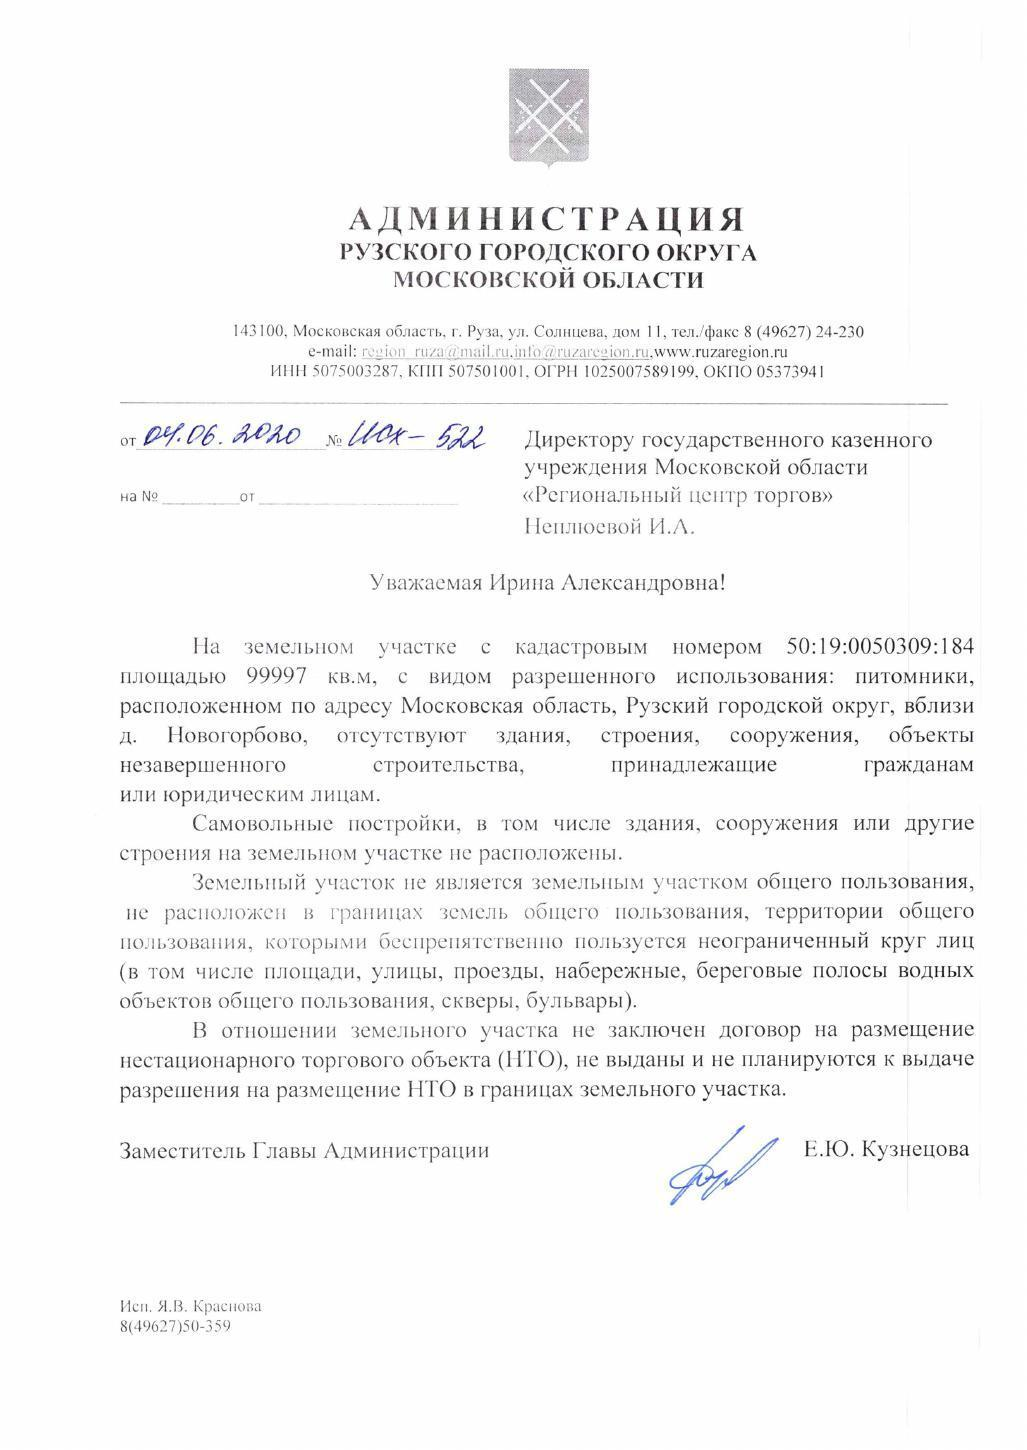 АДМИНИСТРАЦИЯ
РУЗСКОГО ГОРОДСКОГО ОКРУГА
МОСКОВСКОЙ ОБЛАСТИ
143100, Московская область, г. Руза, ул. Солнцева, дом 11, тел./факс 8 (49627) 24-230
e-mail: region_ruza@mail.ru,info@ruzaregion.ru,www.ruzaregion.ru
ИНН 5075003287, КПП 507501001, ОГРН 1025007589199, ОКПО 05373941
от 04.06.2020 № Исх-522
на № от
Директору государственного казенного
учреждения Московской области
«Региональный центр торгов»
Неплюевой И.А.
Уважаемая Ирина Александровна!
На земельном участке с кадастровым номером 50:19:0050309:184
площадью 99997 кв.м, с видом разрешенного использования: питомники,
расположенном по адресу Московская область, Рузский городской округ, вблизи
д. Новогорбово, отсутствуют здания, строения, сооружения, объекты
незавершенного строительства, принадлежащие гражданам
или юридическим лицам.
Самовольные постройки, в том числе здания, сооружения или другие
строения на земельном участке не расположены.
Земельный участок не является земельным участком общего пользования,
не расположен в границах земель общего пользования, территории общего
пользования, которыми беспрепятственно пользуется неограниченный круг лиц
(в том числе площади, улицы, проезды, набережные, береговые полосы водных
объектов общего пользования, скверы, бульвары).
В отношении земельного участка не заключен договор на размещение
нестационарного торгового объекта (НТО), не выданы и не планируются к выдаче
разрешения на размещение НТО в границах земельного участка.
Заместитель Главы Администрации Е.Ю. Кузнецова
Исп. Я.В. Краснова
8(49627)50-359